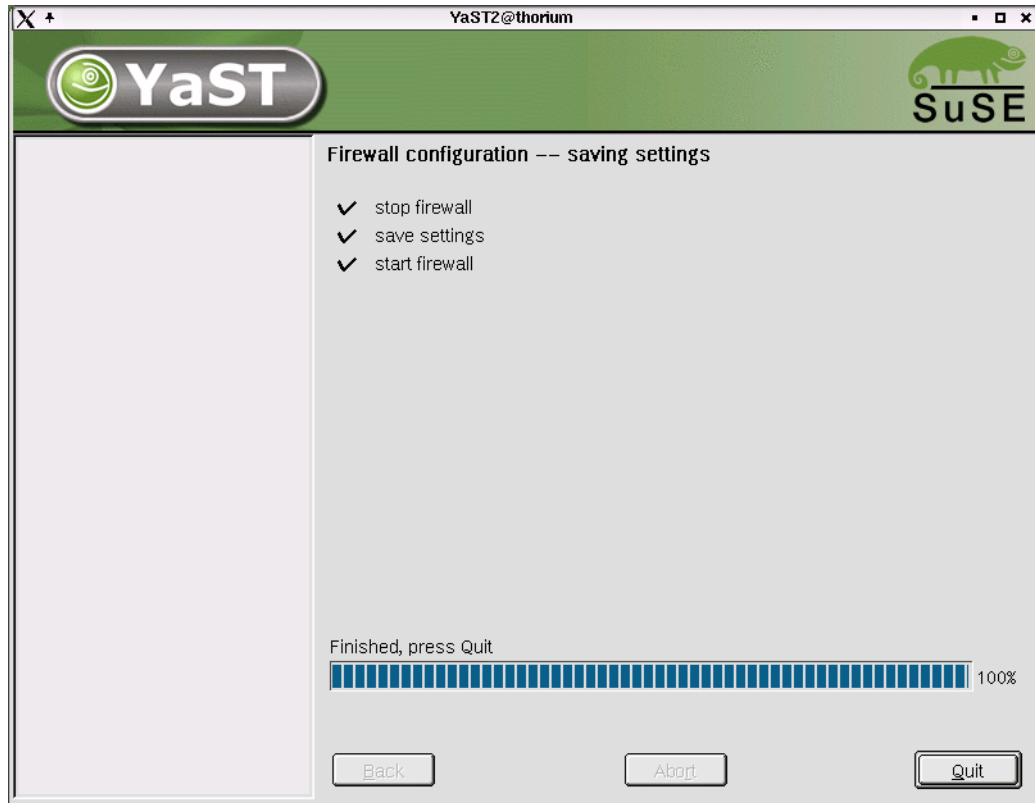 YaST2@thorium
YaST
SuSE
Firewall configuration -- saving settings
stop firewall
save settings
start firewall
Finished, press Quit
100%
Back Abort Quit